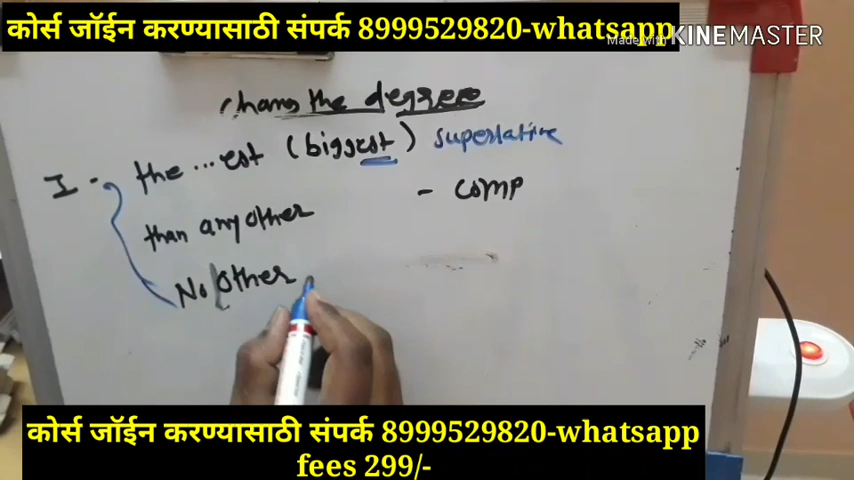 कोर्स जॉईन करण्यासाठी संपर्क 8999529820-whatsapp
Made with KINEMASTER
Chang the degree
I - the ...est (biggest) superlative
than any other - comp
No other
कोर्स जॉईन करण्यासाठी संपर्क 8999529820-whatsapp
fees 299/-